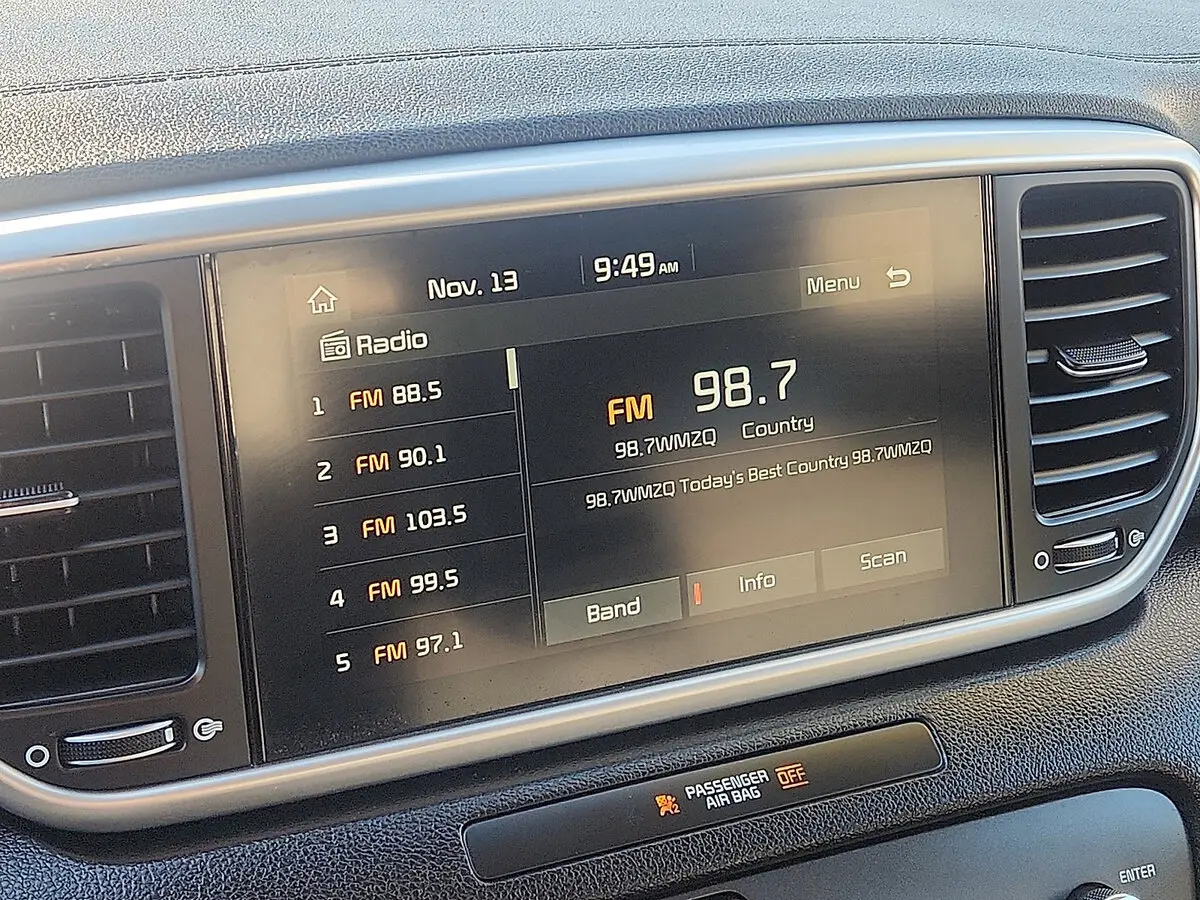 Nov. 13 9:49 AM
Menu
Radio
1 FM 88.5
2 FM 90.1
3 FM 103.5
4 FM 99.5
5 FM 97.1
FM 98.7
98.7WMZQ Country
98.7WMZQ Today's Best Country 98.7WMZQ
Band Info Scan
PASSENGER OFF
AIR BAG
2
ENTER